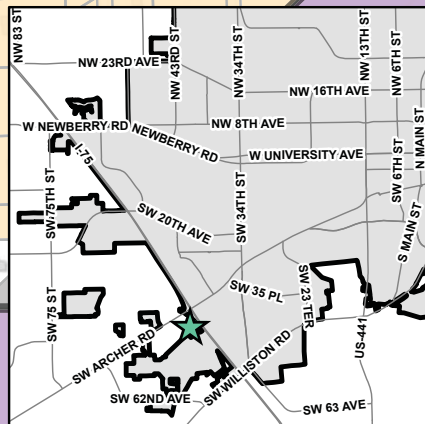 NW 83 ST
NW 43RD ST
NW 34TH ST
NW 13TH ST
NW 6TH ST
NW 23RD AVE
NW 16TH AVE
N MAIN ST
NW 8TH AVE
W NEWBERRY RD
NEWBERRY RD
W UNIVERSITY AVE
I-75
SW 75TH ST
SW 34TH ST
SW 6TH ST
S MAIN ST
SW 20TH AVE
SW 35 PL
SW 23 TER
SW 75 ST
US-441
SW ARCHER RD
SW WILLISTON RD
SW 62ND AVE
SW 63 AVE